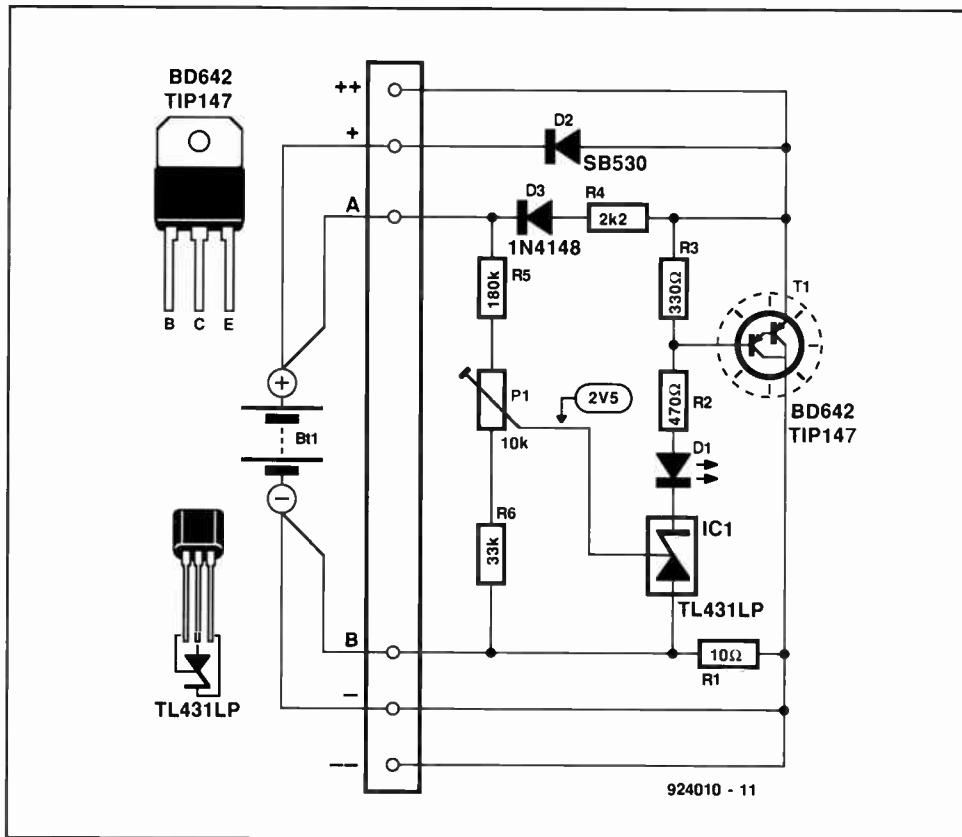 BD642
TIP147
B C E
++
+
A
B
−
−−
D2
SB530
D3
1N4148
R4
2k2
R5
180k
R3
330Ω
T1
BD642
TIP147
P1
10k
2V5
R2
470Ω
D1
R6
33k
IC1
TL431LP
10Ω
R1
+
Bt1
−
TL431LP
924010 - 11